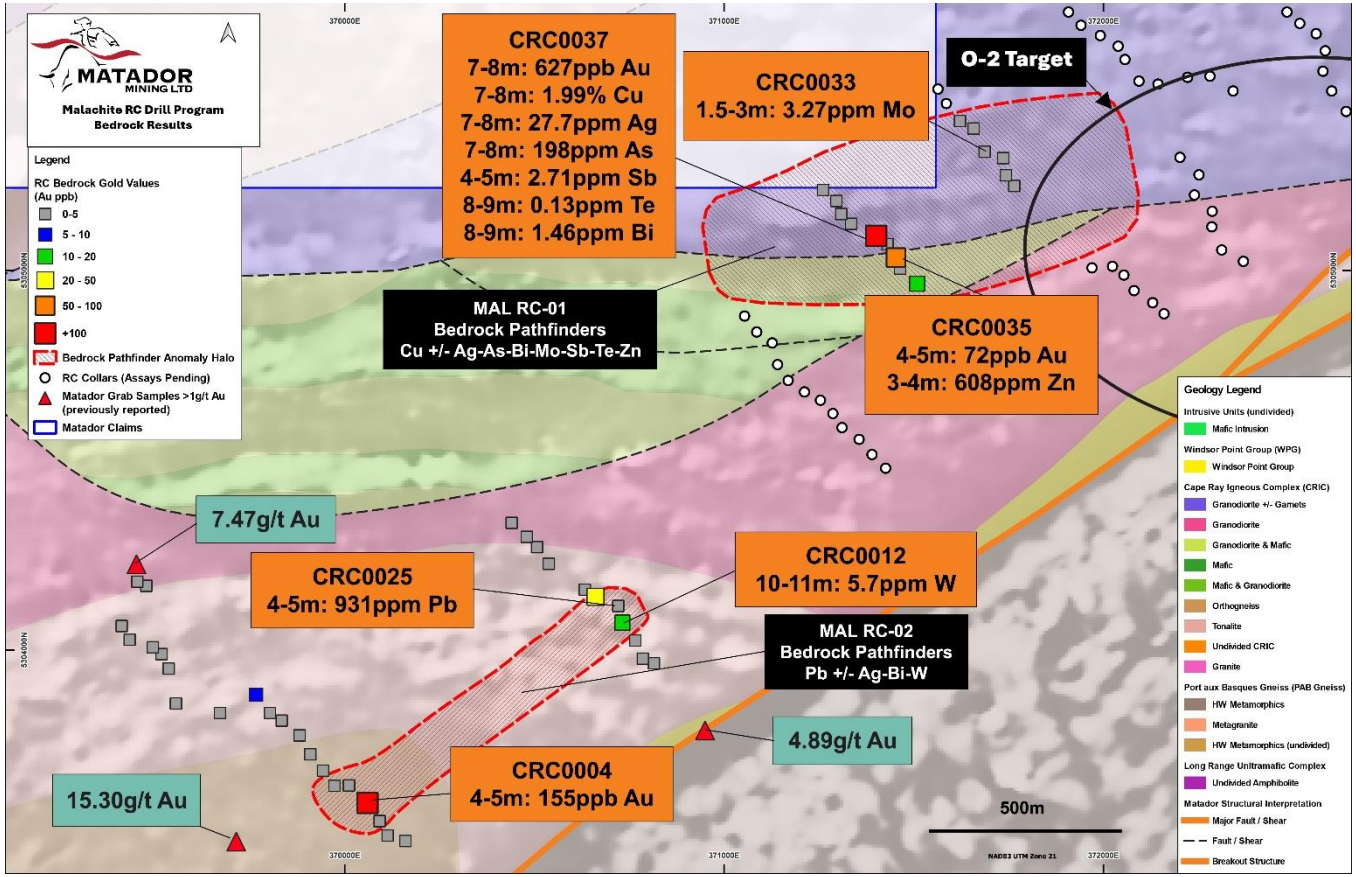 MATADOR
MINING LTD
Malachite RC Drill Program
Bedrock Results
Legend
RC Bedrock Gold Values
(Au ppb)
0-5
5 - 10
10 - 20
20 - 50
50 - 100
+100
Bedrock Pathfinder Anomaly Halo
RC Collars (Assays Pending)
Matador Grab Samples >1g/t Au
(previously reported)
Matador Claims
370000E
371000E
372000E
CRC0037
7-8m: 627ppb Au
7-8m: 1.99% Cu
7-8m: 27.7ppm Ag
7-8m: 198ppm As
4-5m: 2.71ppm Sb
8-9m: 0.13ppm Te
8-9m: 1.46ppm Bi
CRC0033
1.5-3m: 3.27ppm Mo
O-2 Target
5305000N
5305000N
MAL RC-01
Bedrock Pathfinders
Cu +/- Ag-As-Bi-Mo-Sb-Te-Zn
CRC0035
4-5m: 72ppb Au
3-4m: 608ppm Zn
7.47g/t Au
CRC0025
4-5m: 931ppm Pb
CRC0012
10-11m: 5.7ppm W
MAL RC-02
Bedrock Pathfinders
Pb +/- Ag-Bi-W
5304000N
4.89g/t Au
CRC0004
4-5m: 155ppb Au
15.30g/t Au
500m
NAD83 UTM Zone 21
370000E
371000E
372000E
Geology Legend
Intrusive Units (undivided)
Mafic Intrusion
Windsor Point Group (WPG)
Windsor Point Group
Cape Ray Igneous Complex (CRIC)
Granodiorite +/- Garnets
Granodiorite
Granodiorite & Mafic
Mafic
Mafic & Granodiorite
Orthogneiss
Tonalite
Undivided CRIC
Granite
Port aux Basques Gneiss (PAB Gneiss)
HW Metamorphics
Metagranite
HW Metamorphics (undivided)
Long Range Unitramafic Complex
Undivided Amphibolite
Matador Structural Interpretation
Major Fault / Shear
Fault / Shear
Breakout Structure